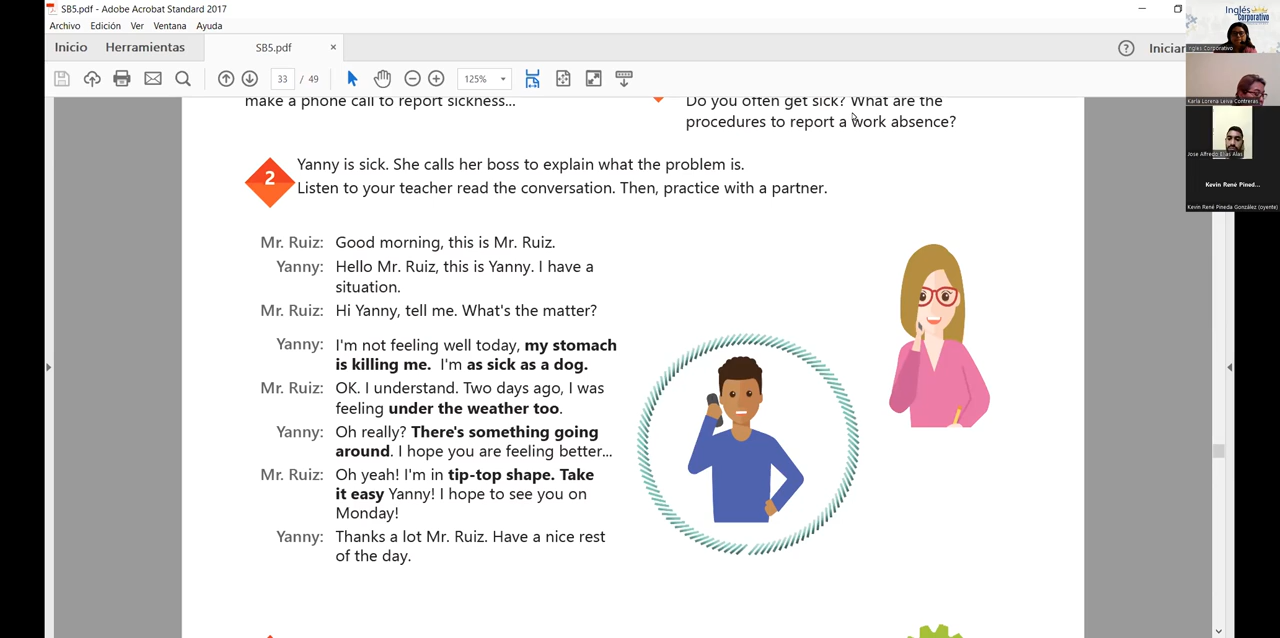 SB5.pdf - Adobe Acrobat Standard 2017
Archivo Edición Ver Ventana Ayuda
Inicio Herramientas SB5.pdf × ? Iniciar
33 / 49 125%
make a phone call to report sickness...
Do you often get sick? What are the
procedures to report a work absence?
2
Yanny is sick. She calls her boss to explain what the problem is.
Listen to your teacher read the conversation. Then, practice with a partner.
Mr. Ruiz: Good morning, this is Mr. Ruiz.
Yanny: Hello Mr. Ruiz, this is Yanny. I have a
situation.
Mr. Ruiz: Hi Yanny, tell me. What's the matter?
Yanny: I'm not feeling well today, my stomach
is killing me. I'm as sick as a dog.
Mr. Ruiz: OK. I understand. Two days ago, I was
feeling under the weather too.
Yanny: Oh really? There's something going
around. I hope you are feeling better...
Mr. Ruiz: Oh yeah! I'm in tip-top shape. Take
it easy Yanny! I hope to see you on
Monday!
Yanny: Thanks a lot Mr. Ruiz. Have a nice rest
of the day.
Inglés
Corporativo
Ingles Corporativo
Karla Lorena Leiva Contreras
Jose Alfredo Elias Alas
Kevin René Pined...
Kevin René Pineda González (oyente)